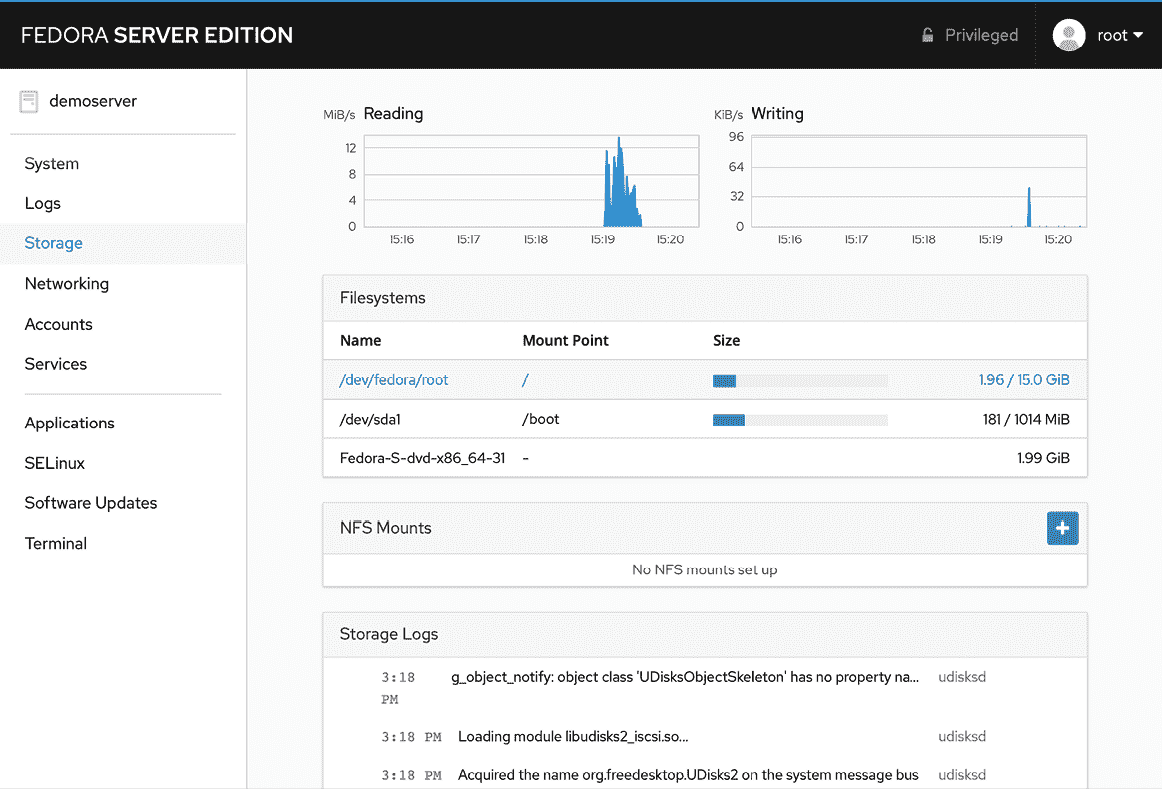 FEDORA SERVER EDITION
Privileged
root
demoserver
System
Logs
Storage
Networking
Accounts
Services
Applications
SELinux
Software Updates
Terminal
MiB/s Reading
12
8
4
0
15:16 15:17 15:18 15:19 15:20
KiB/s Writing
96
64
32
0
15:16 15:17 15:18 15:19 15:20
Filesystems
Name Mount Point Size
/dev/fedora/root / 1.96 / 15.0 GiB
/dev/sda1 /boot 181 / 1014 MiB
Fedora-S-dvd-x86_64-31 - 1.99 GiB
NFS Mounts
No NFS mounts set up
Storage Logs
3:18 g_object_notify: object class 'UDisksObjectSkeleton' has no property na... udisksd
PM
3:18 PM Loading module libudisks2_iscsi.so... udisksd
3:18 PM Acquired the name org.freedesktop.UDisks2 on the system message bus udisksd